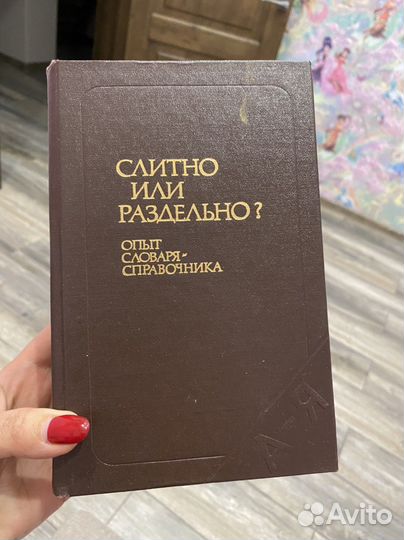 СЛИТНО
ИЛИ
РАЗДЕЛЬНО?
ОПЫТ
СЛОВАРЯ-
СПРАВОЧНИКА
А-Я
Avito